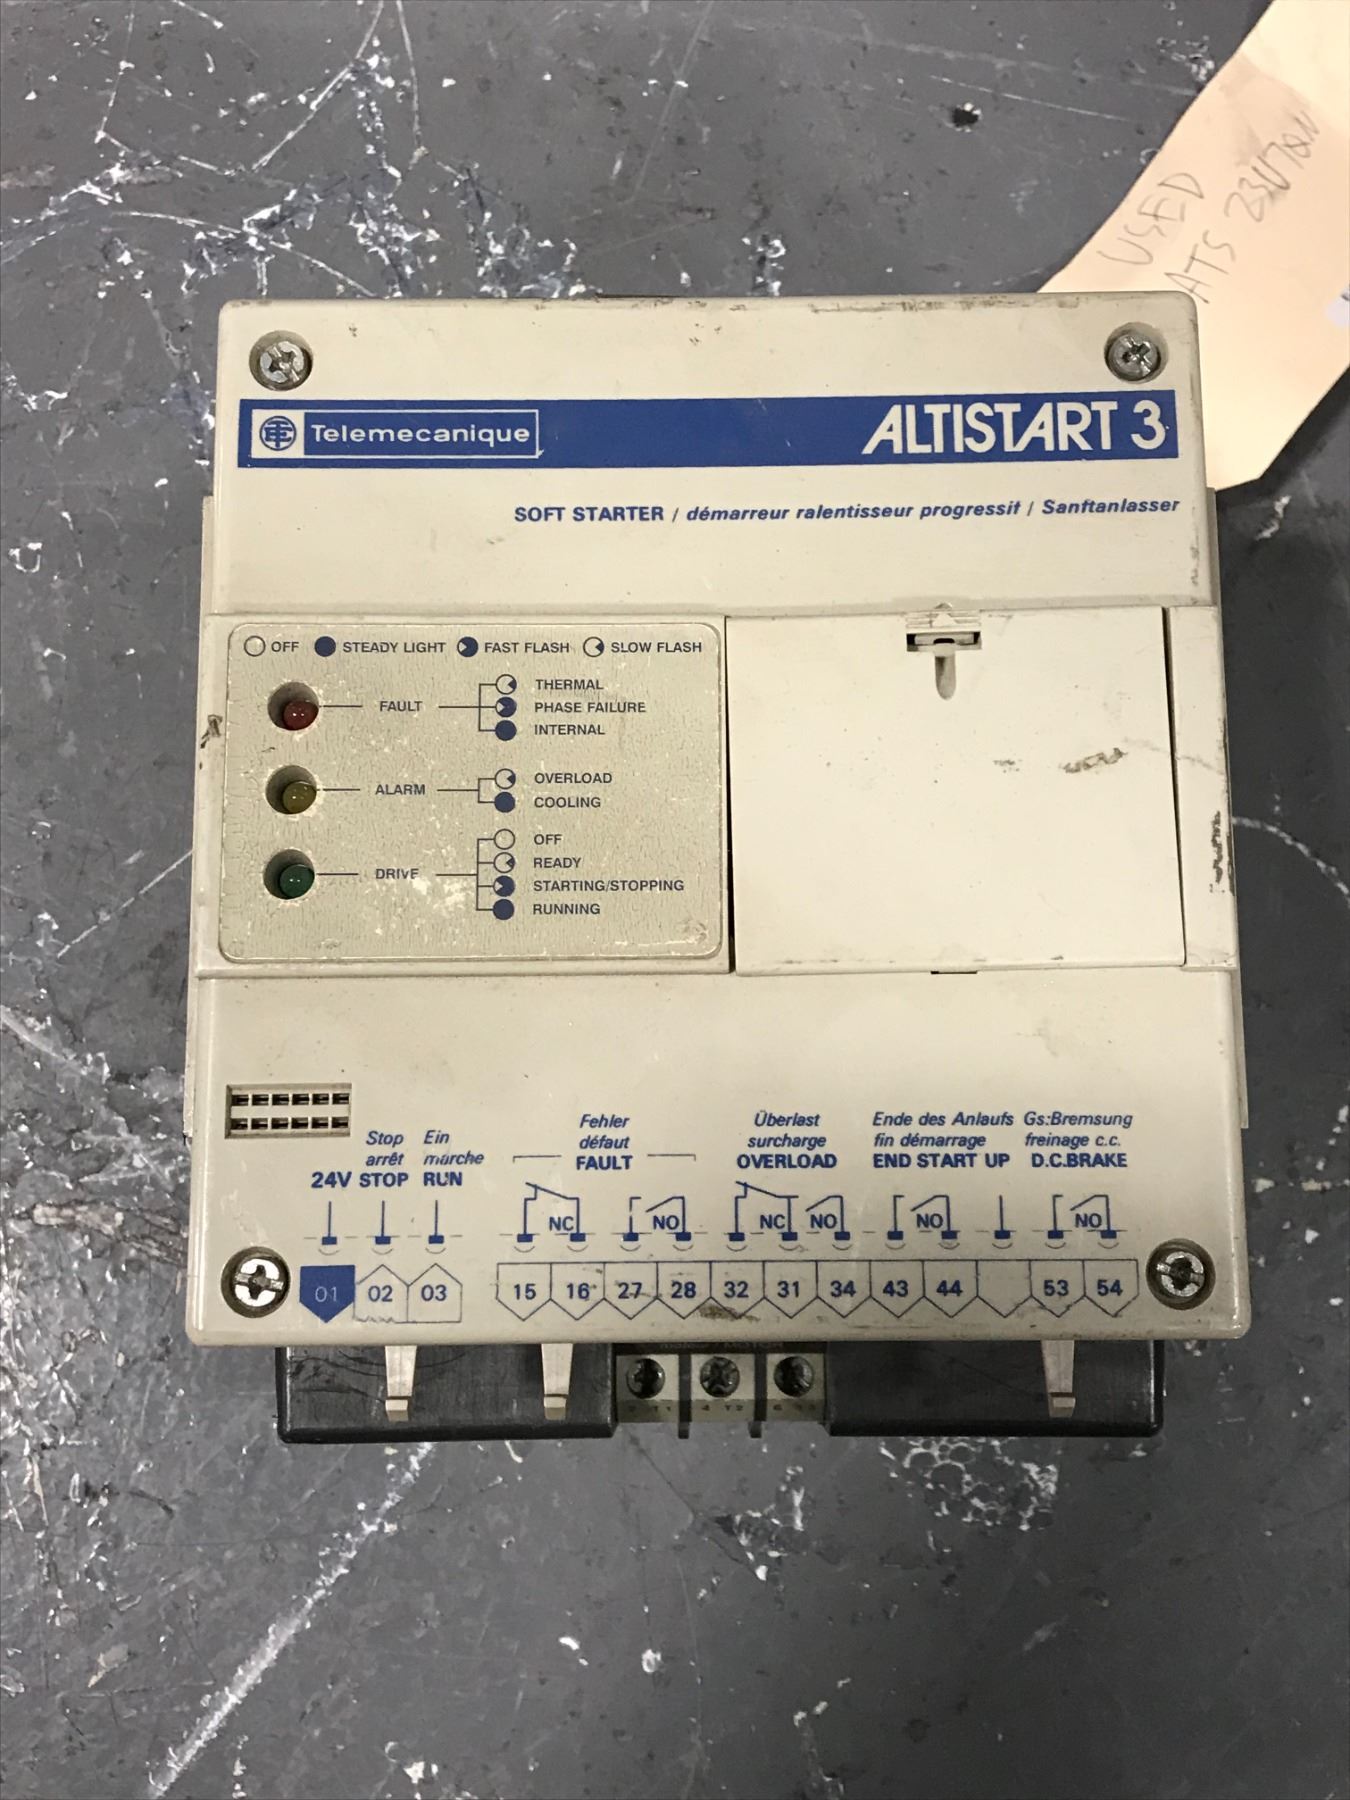 USED
ATS
Telemecanique
ALTISTART 3
SOFT STARTER / démarreur ralentisseur progressif / Sanftanlasser
OFF STEADY LIGHT FAST FLASH SLOW FLASH
FAULT
THERMAL
PHASE FAILURE
INTERNAL
ALARM
OVERLOAD
COOLING
DRIVE
OFF
READY
STARTING/STOPPING
RUNNING
24V
Stop
arrêt
STOP
Ein
marche
RUN
Fehler
défaut
FAULT
Überlast
surcharge
OVERLOAD
Ende des Anlaufs
fin démarrage
END START UP
Gs:Bremsung
freinage c.c.
D.C.BRAKE
NC NO NC NO NO NO
01 02 03 15 16 27 28 32 31 34 43 44 53 54
MOTOR
4 T2